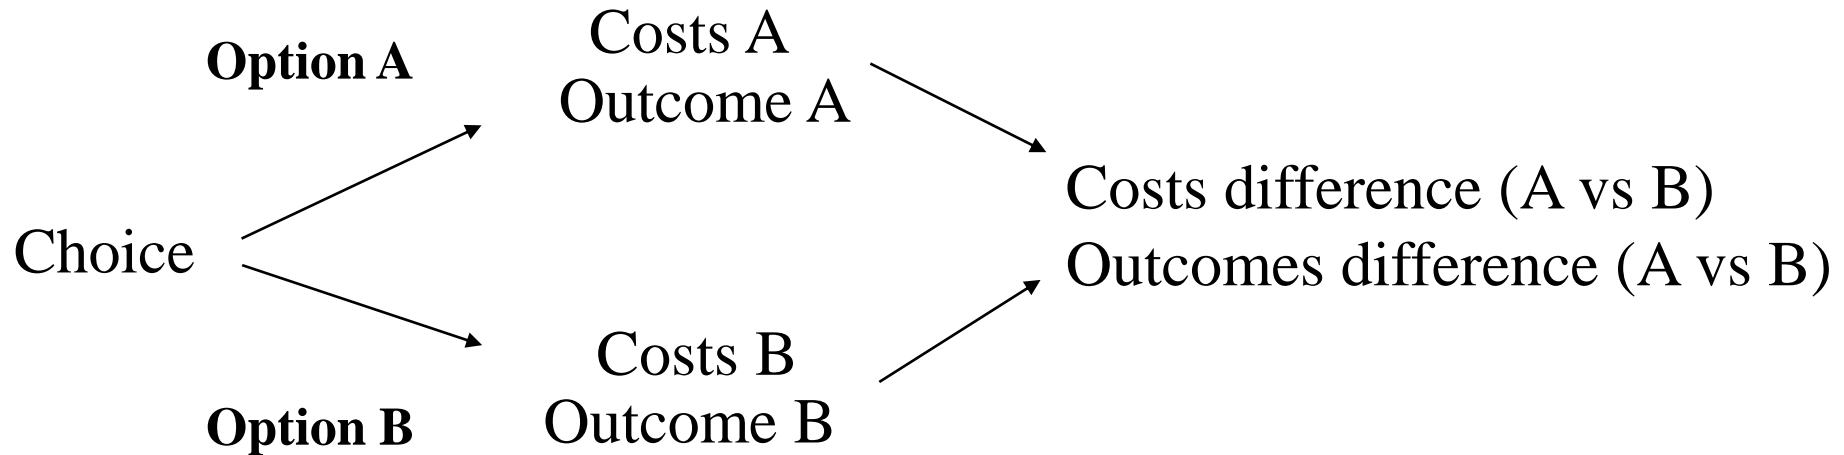 Option A
Costs A
Outcome A
Choice
Costs difference (A vs B)
Outcomes difference (A vs B)
Costs B
Outcome B
Option B